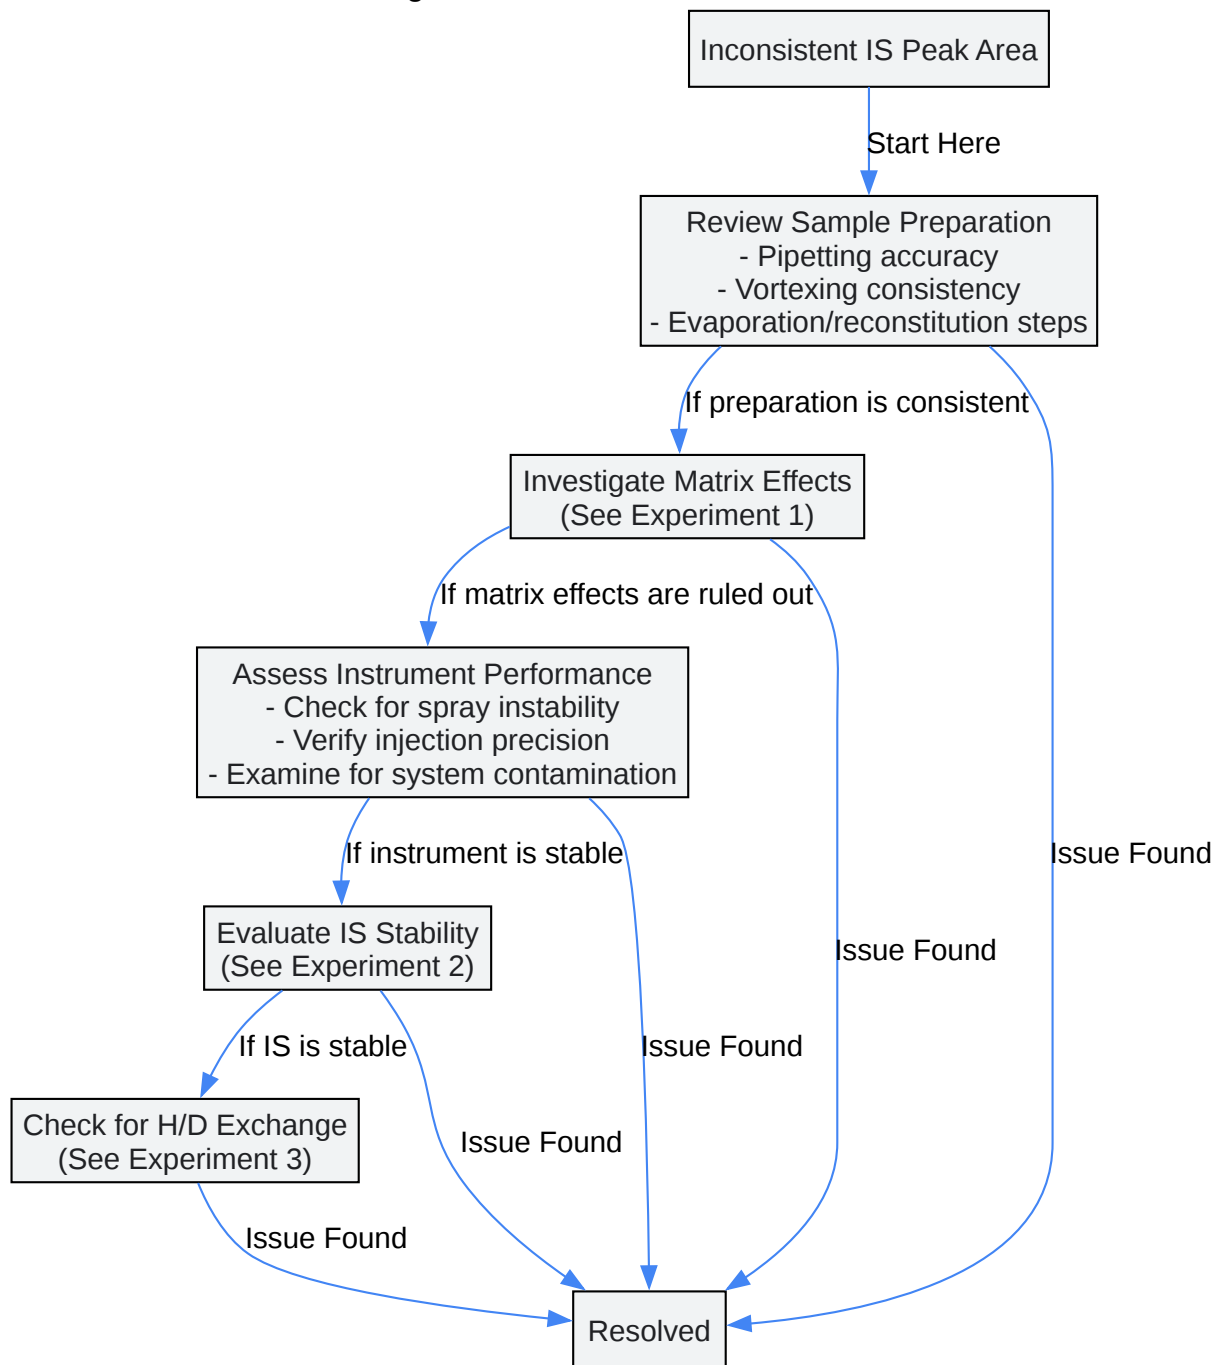 Inconsistent IS Peak Area
Start Here
Review Sample Preparation
- Pipetting accuracy
- Vortexing consistency
- Evaporation/reconstitution steps
If preparation is consistent
Investigate Matrix Effects
(See Experiment 1)
If matrix effects are ruled out
Assess Instrument Performance
- Check for spray instability
- Verify injection precision
- Examine for system contamination
If instrument is stable
Issue Found
Evaluate IS Stability
(See Experiment 2)
Issue Found
If IS is stable
Issue Found
Check for H/D Exchange
(See Experiment 3)
Issue Found
Issue Found
Resolved